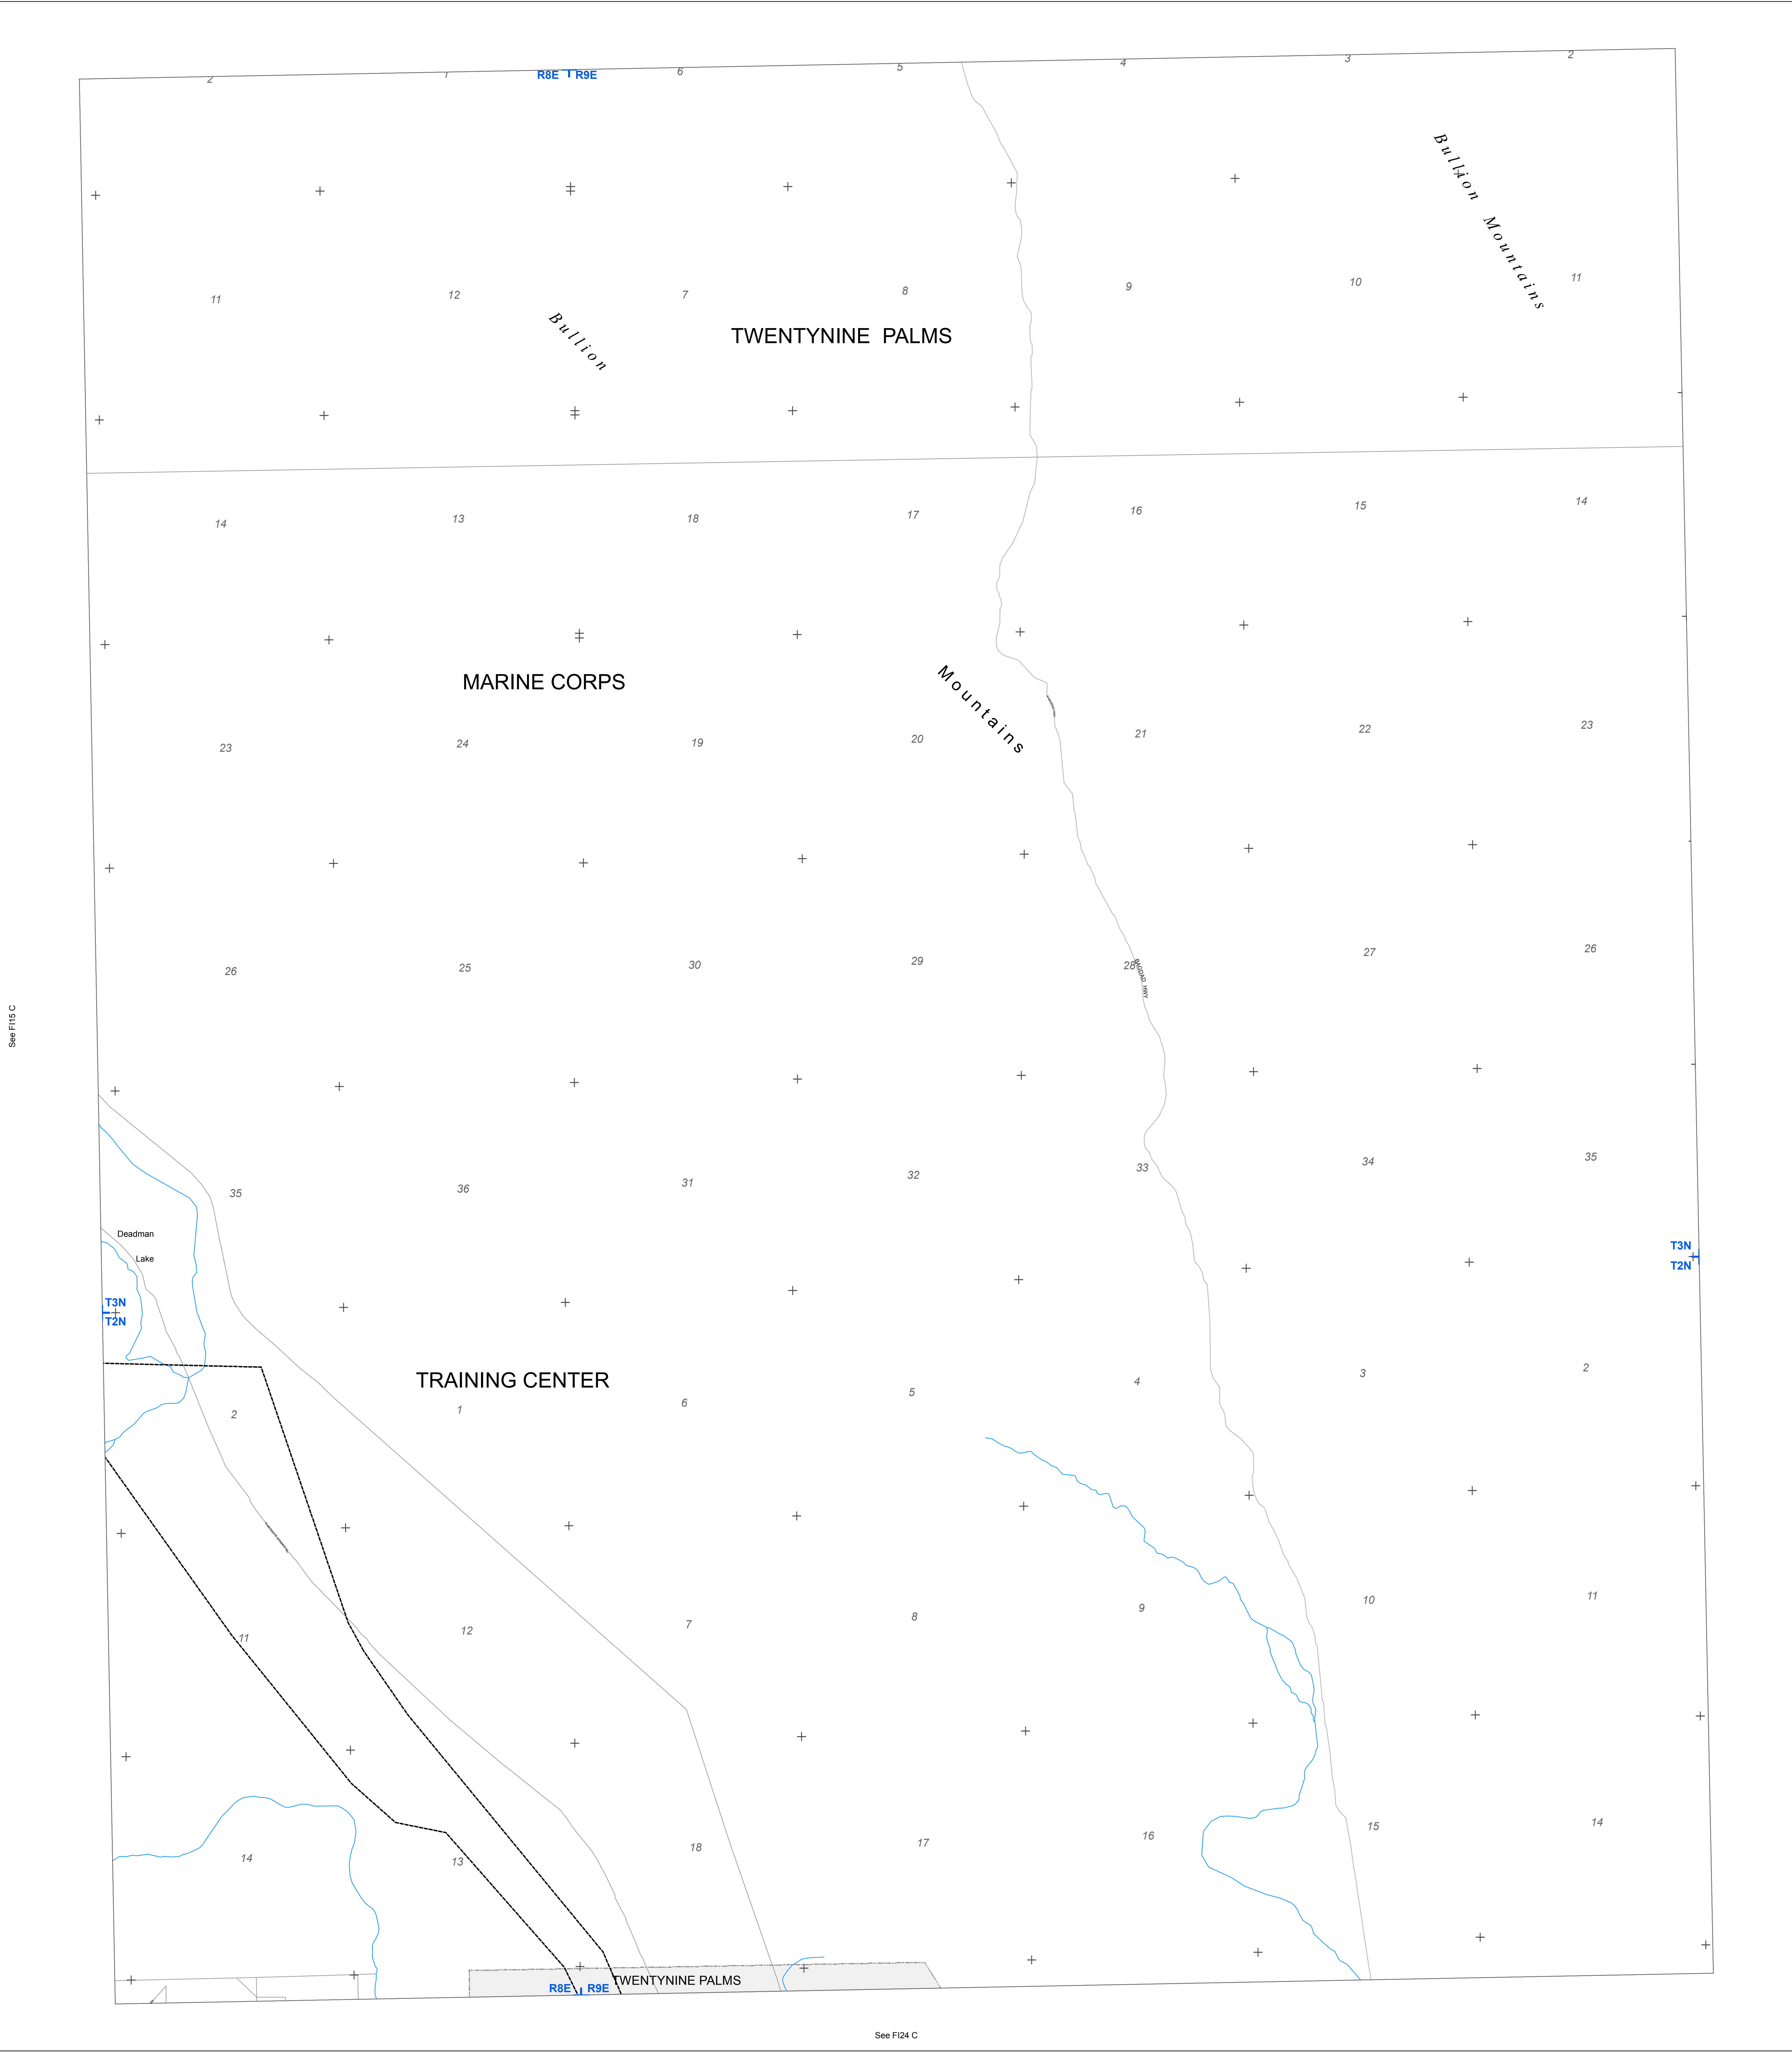 2 1 R8E R9E 6 5 4 3 2
Bullion Mountains
11 12 7 8 9 10 11
Bullion
TWENTYNINE PALMS
14 13 18 17 16 15 14
MARINE CORPS
Mountains
23 24 19 20 21 22 23
26 25 30 29 28 27 26
BAGDAD HWY
See FI15 C
35 36 31 32 33 34 35
Deadman
Lake
T3N
T2N
T3N
T2N
TRAINING CENTER
2 1 6 5 4 3 2
11 12 7 8 9 10 11
14 13 18 17 16 15 14
TWENTYNINE PALMS
R8E R9E
See FI24 C